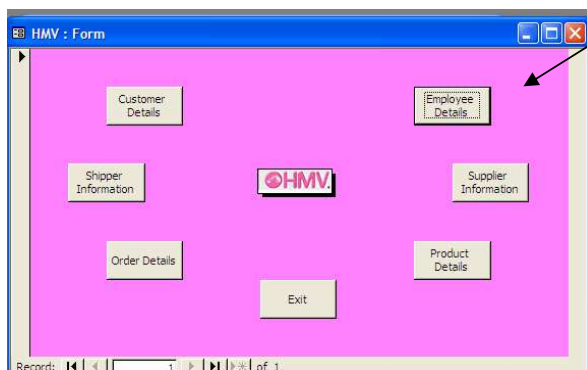 HMV : Form
Customer
Details
Employee
Details
Shipper
Information
HMV.
Supplier
Information
Order Details
Product
Details
Exit
Record: 1 of 1